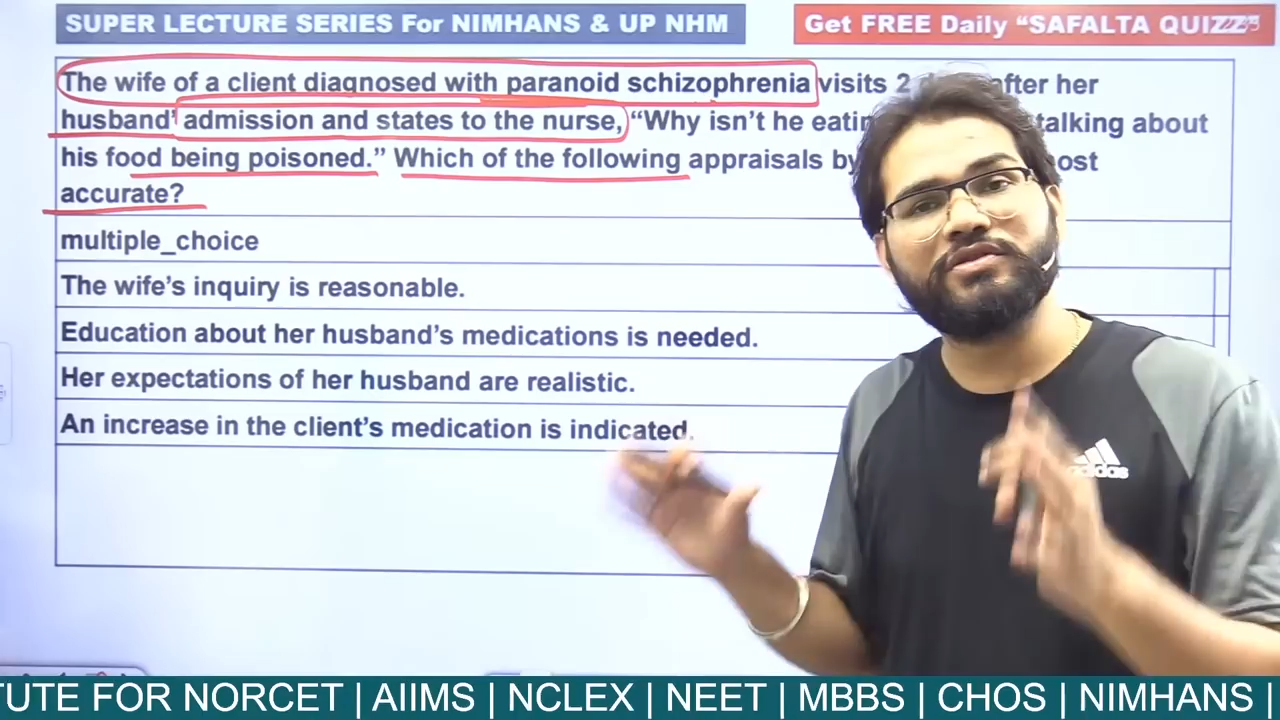 SUPER LECTURE SERIES For NIMHANS & UP NHM
Get FREE Daily “SAFALTA QUIZZZ”
The wife of a client diagnosed with paranoid schizophrenia visits 2 after her
husband’ admission and states to the nurse, “Why isn’t he talking about
his food being poisoned.” Which of the following appraisals by
accurate?
multiple_choice
The wife’s inquiry is reasonable.
Education about her husband’s medications is needed.
Her expectations of her husband are realistic.
An increase in the client’s medication is indicated.
adidas
TUTE FOR NORCET | AIIMS | NCLEX | NEET | MBBS | CHOS | NIMHANS |